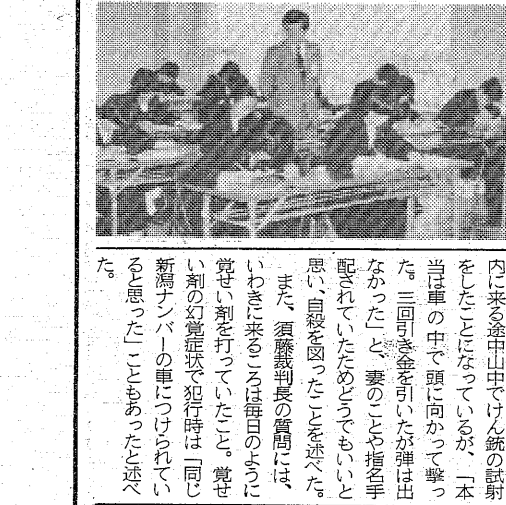 内に来る途中山中でけん銃の試射
をしたことになっているが、「本
当は車の中で頭に向かって撃っ
た。三回引き金を引いたが弾は出
なかった」と、妻のことや指名手
配されていたためどうでもいいと
思い、自殺を図ったことを述べた。
また、須藤裁判長の質問には、
いわきに来るころは毎日のように
覚せい剤を打っていたこと。覚せ
い剤の幻覚症状で犯行時は「同じ
新潟ナンバーの車につけられてい
ると思った」こともあったと述べ
た。